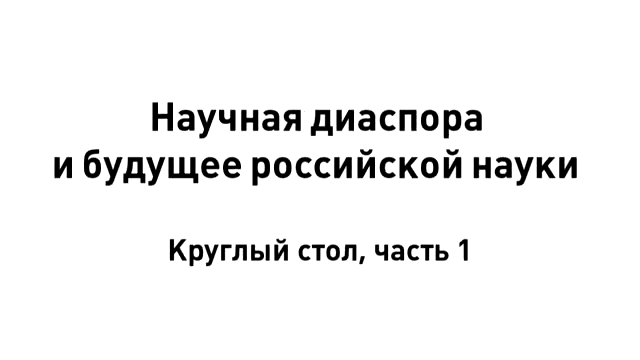 Научная диаспора
и будущее российской науки
Круглый стол, часть 1